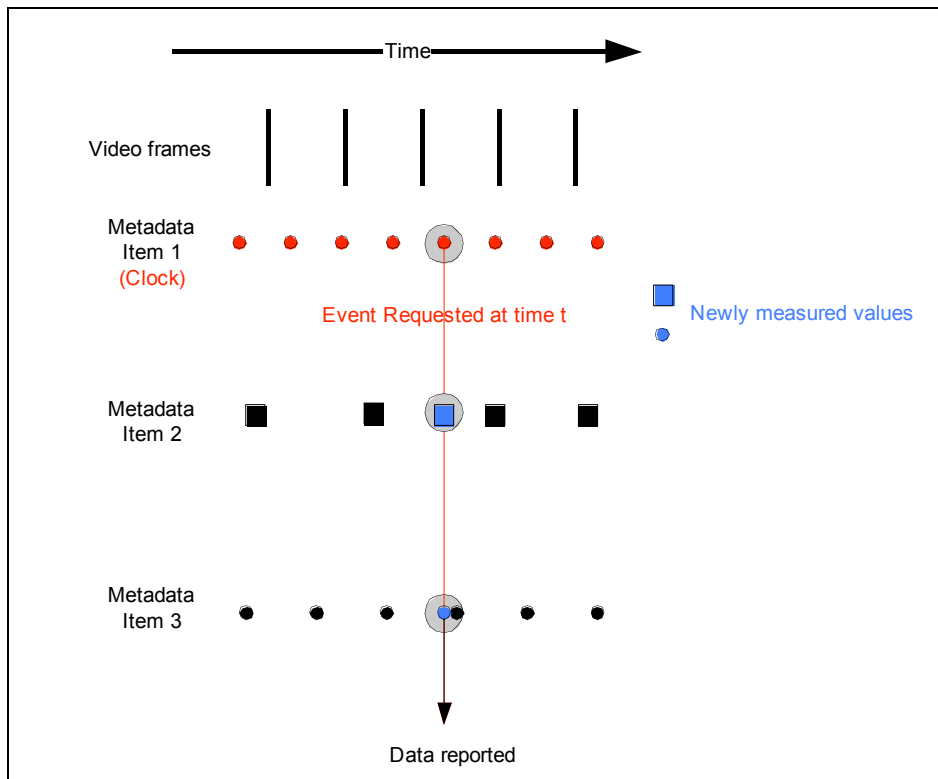 Time
Video frames
Metadata
Item 1
(Clock)
Event Requested at time t
Newly measured values
Metadata
Item 2
Metadata
Item 3
Data reported